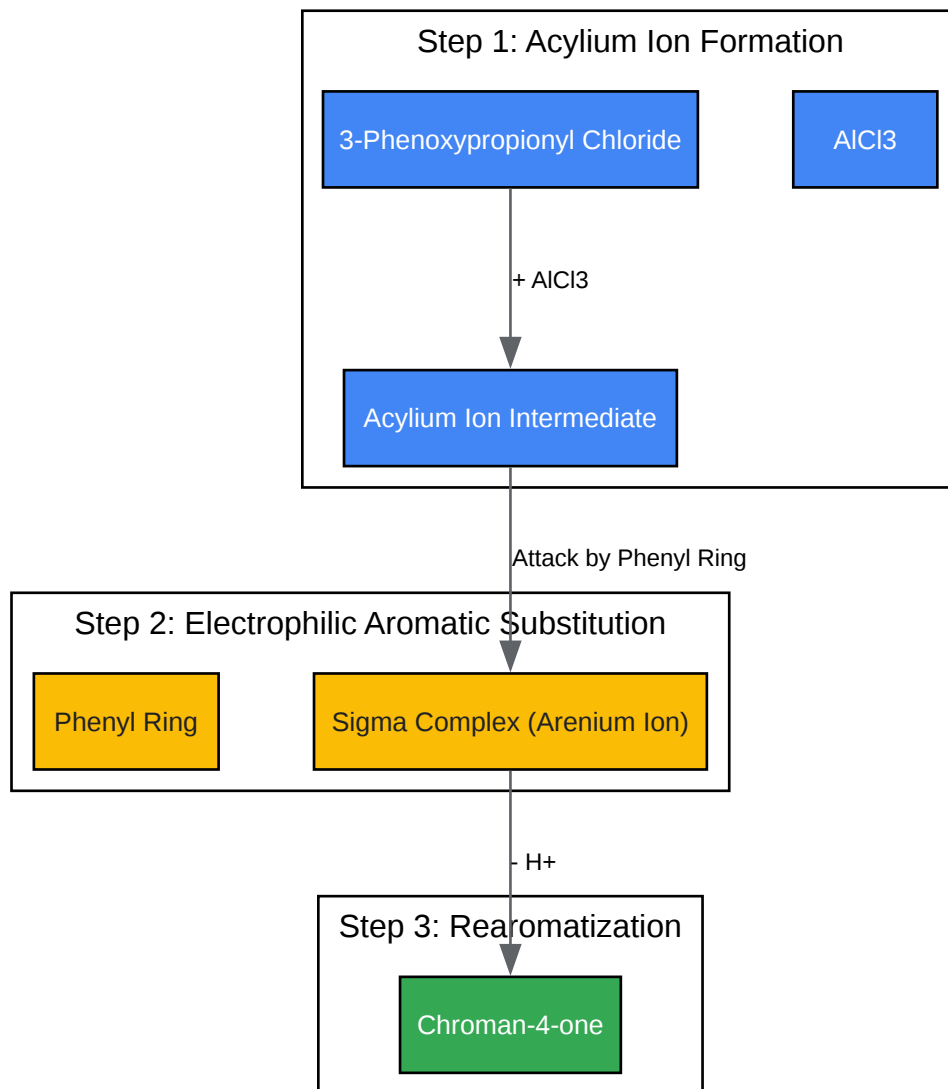 Step 1: Acylium Ion Formation
3-Phenoxypropionyl Chloride
AlCl3
+ AlCl3
Acylium Ion Intermediate
Attack by Phenyl Ring
Step 2: Electrophilic Aromatic Substitution
Phenyl Ring
Sigma Complex (Arenium Ion)
- H+
Step 3: Rearomatization
Chroman-4-one